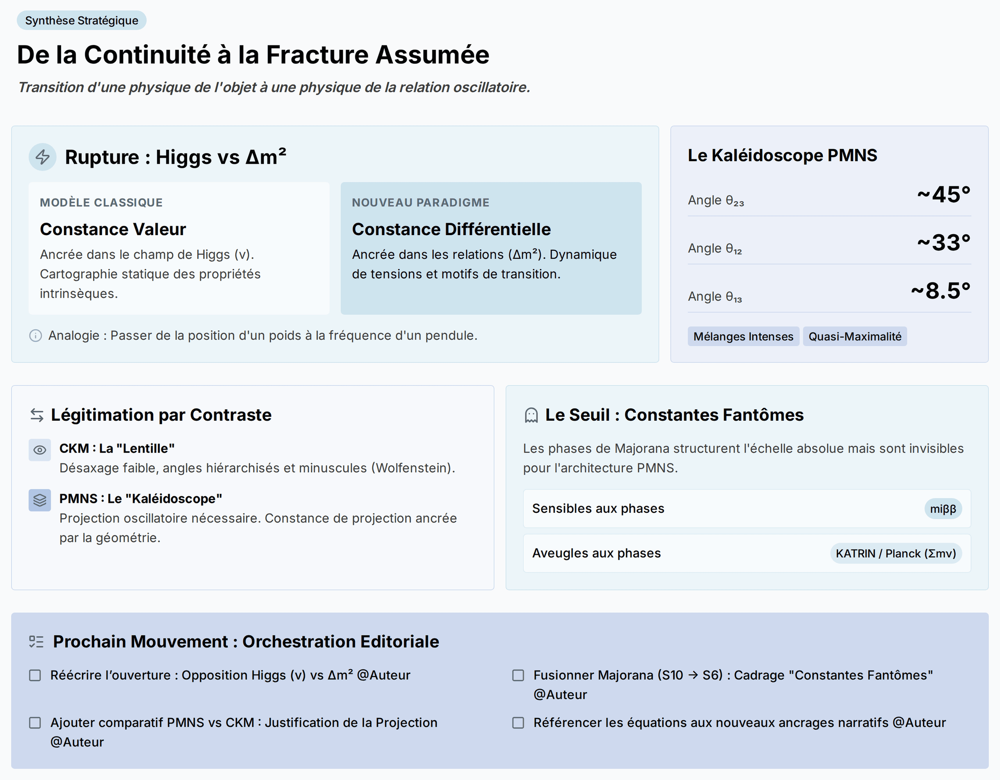 Synthèse Stratégique
De la Continuité à la Fracture Assumée
Transition d'une physique de l'objet à une physique de la relation oscillatoire.
Rupture : Higgs vs Δm²
MODÈLE CLASSIQUE
Constance Valeur
Ancrée dans le champ de Higgs (v).
Cartographie statique des propriétés
intrinsèques.
NOUVEAU PARADIGME
Constance Différentielle
Ancrée dans les relations (Δm²). Dynamique
de tensions et motifs de transition.
Analogie : Passer de la position d'un poids à la fréquence d'un pendule.
Le Kaléidoscope PMNS
Angle θ₂₃ ~45°
Angle θ₁₂ ~33°
Angle θ₁₃ ~8.5°
Mélanges Intenses Quasi-Maximalité
Légitimation par Contraste
CKM : La "Lentille"
Désaxage faible, angles hiérarchisés et minuscules (Wolfenstein).
PMNS : Le "Kaléidoscope"
Projection oscillatoire nécessaire. Constance de projection ancrée
par la géométrie.
Le Seuil : Constantes Fantômes
Les phases de Majorana structurent l'échelle absolue mais sont invisibles
pour l'architecture PMNS.
Sensibles aux phases miββ
Aveugles aux phases KATRIN / Planck (Σmν)
Prochain Mouvement : Orchestration Editoriale
Réécrire l’ouverture : Opposition Higgs (v) vs Δm² @Auteur
Fusionner Majorana (S10 → S6) : Cadrage "Constantes Fantômes"
@Auteur
Ajouter comparatif PMNS vs CKM : Justification de la Projection
@Auteur
Référencer les équations aux nouveaux ancrages narratifs @Auteur